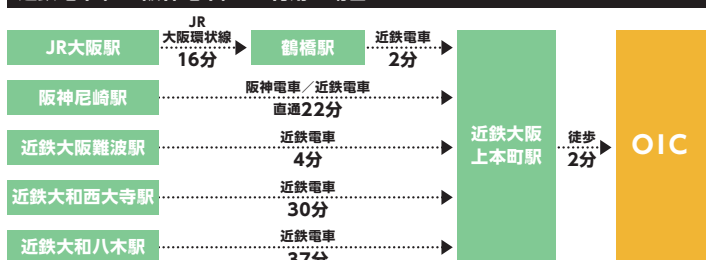 JR
大阪環状線
近鉄電車
JR大阪駅
鶴橋駅
16分
2分
阪神電車／近鉄電車
阪神尼崎駅
直通22分
近鉄電車
近鉄大阪難波駅
4分
近鉄大阪
上本町駅
徒歩
2分
OIC
近鉄電車
近鉄大和西大寺駅
30分
近鉄電車
近鉄大和八木駅
37分